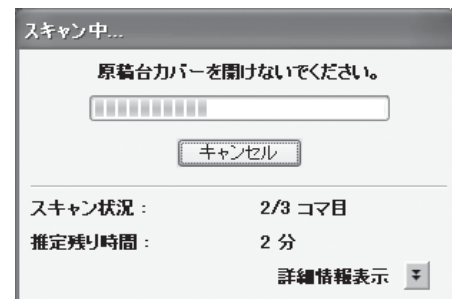 スキャン中...
原稿台カバーを開けないでください。
キャンセル
スキャン状況： 2/3 コマ目
推定残り時間： 2 分
詳細情報表示